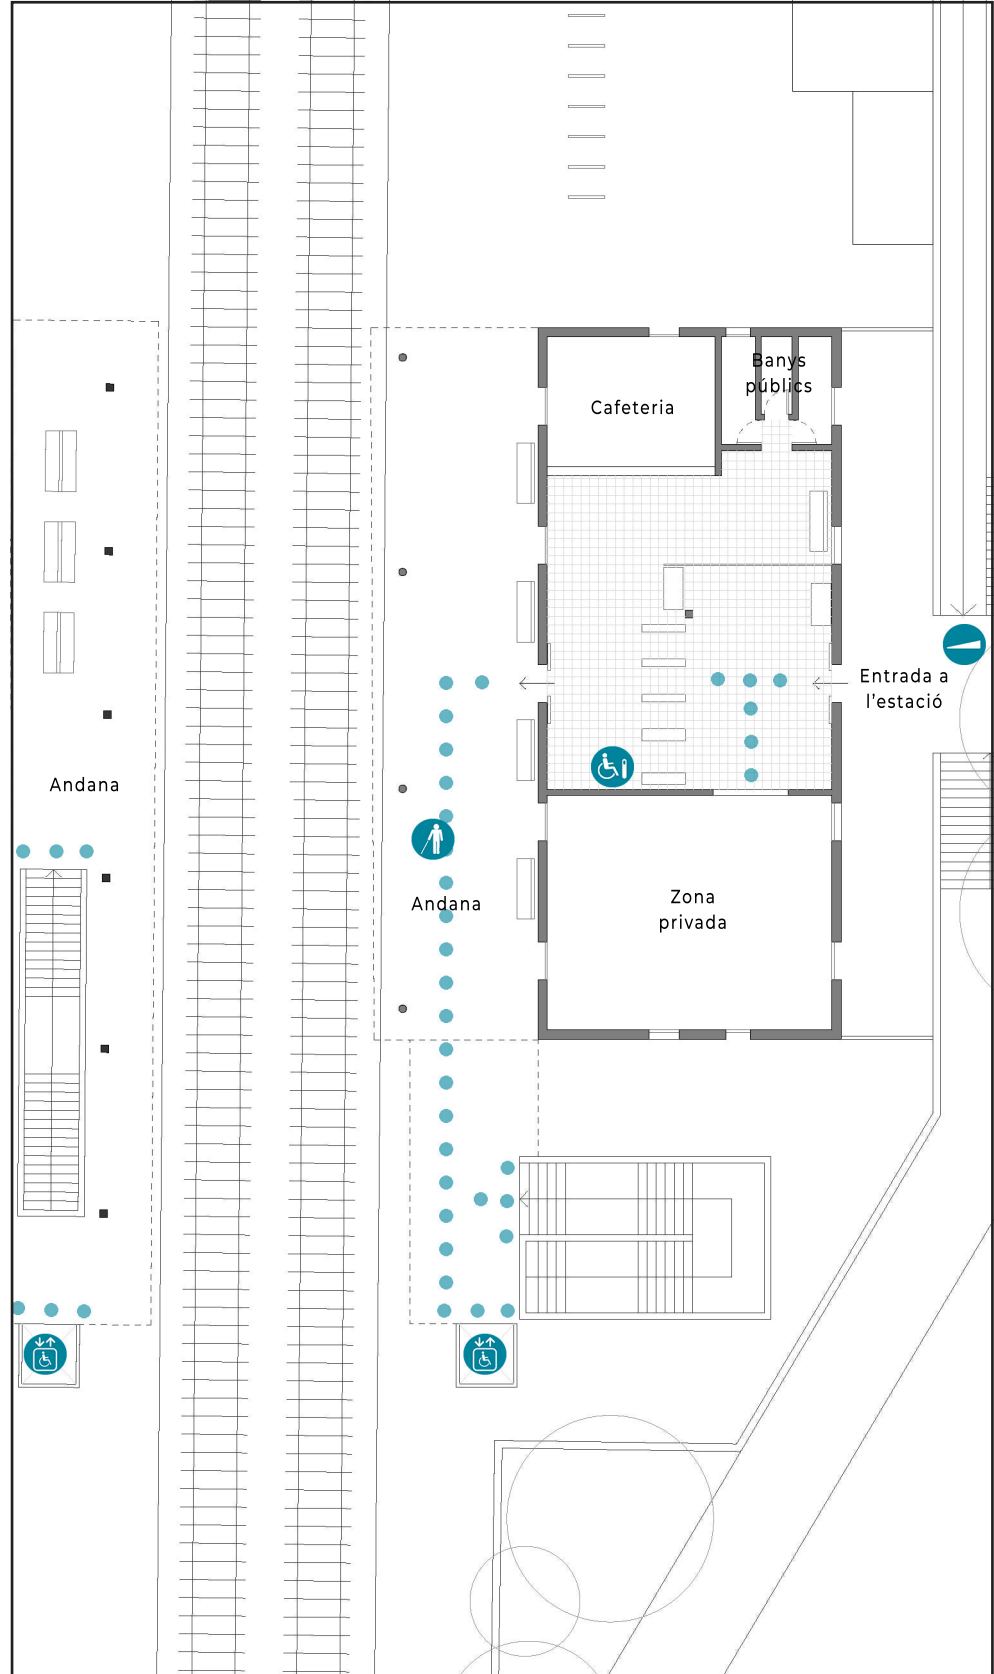 Banys
públics
Cafeteria
Entrada a
l'estació
Andana
Zona
privada
Andana